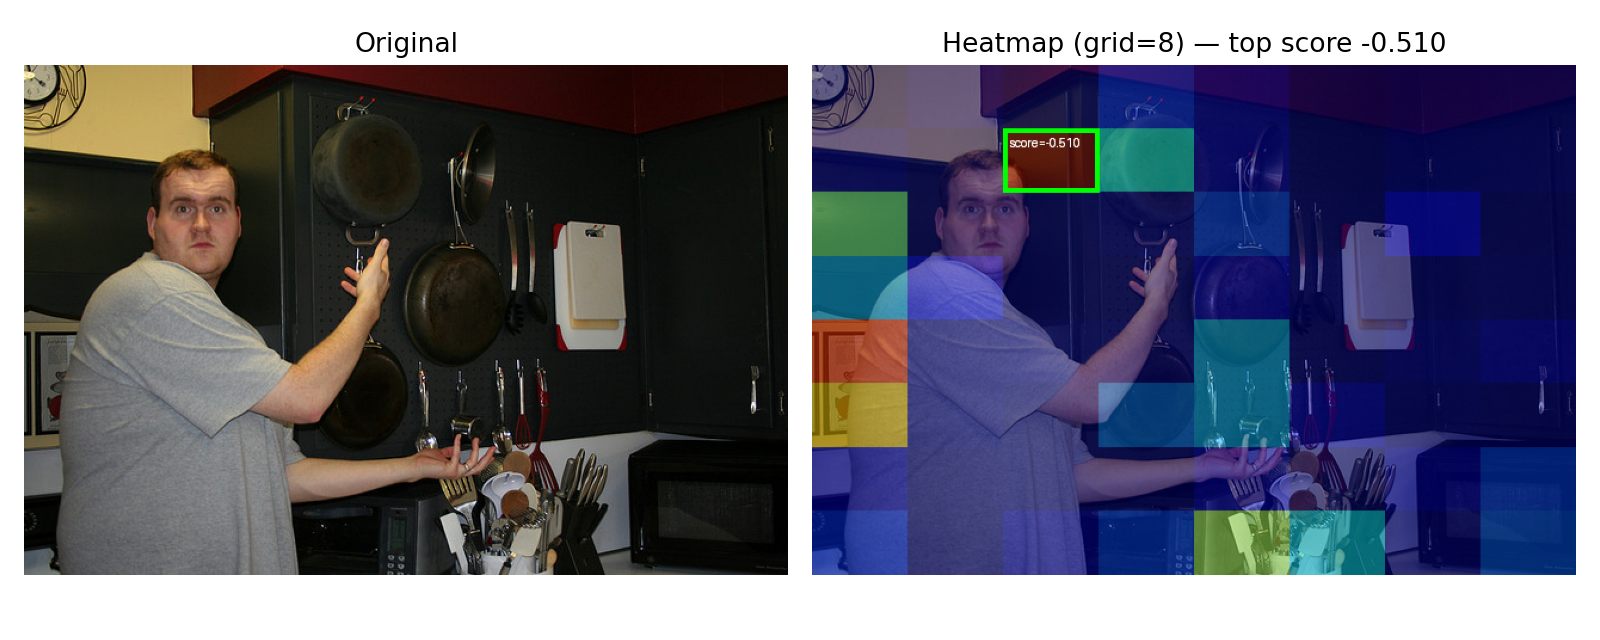 Original
Heatmap (grid=8) — top score -0.510
score=-0.510